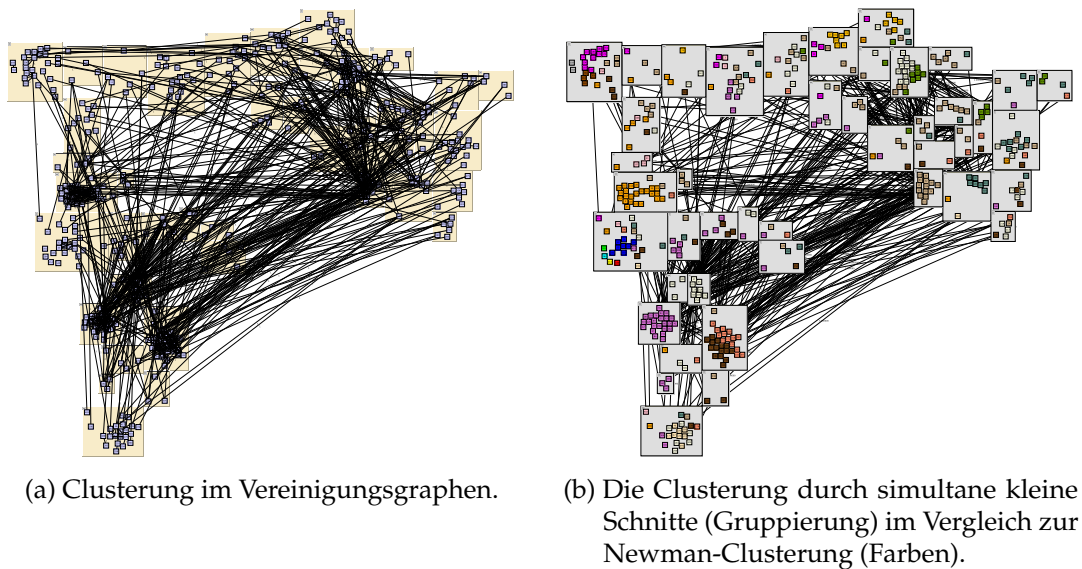 (a) Clusterung im Vereinigungsgraphen.
(b) Die Clusterung durch simultane kleine
Schnitte (Gruppierung) im Vergleich zur
Newman-Clusterung (Farben).